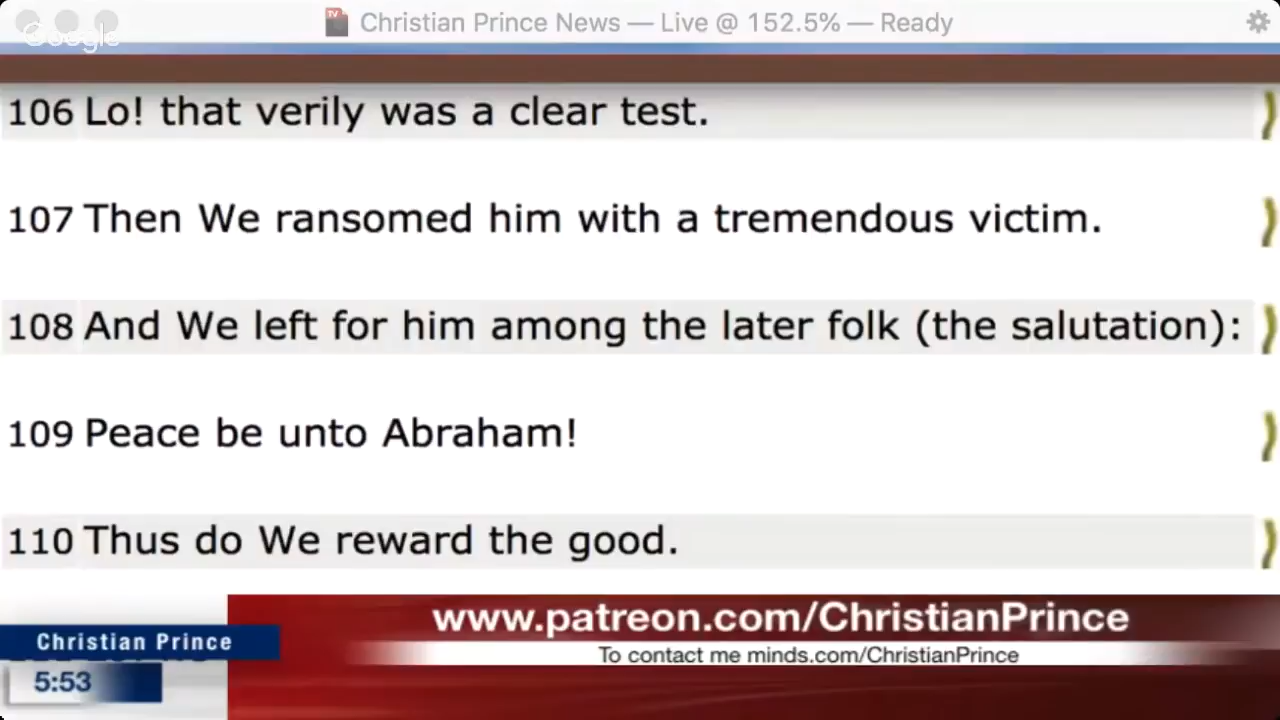 Christian Prince News — Live @ 152.5% — Ready
Google
106 Lo! that verily was a clear test.
107 Then We ransomed him with a tremendous victim.
108 And We left for him among the later folk (the salutation):
109 Peace be unto Abraham!
110 Thus do We reward the good.
www.patreon.com/ChristianPrince
Christian Prince
To contact me minds.com/ChristianPrince
5:53